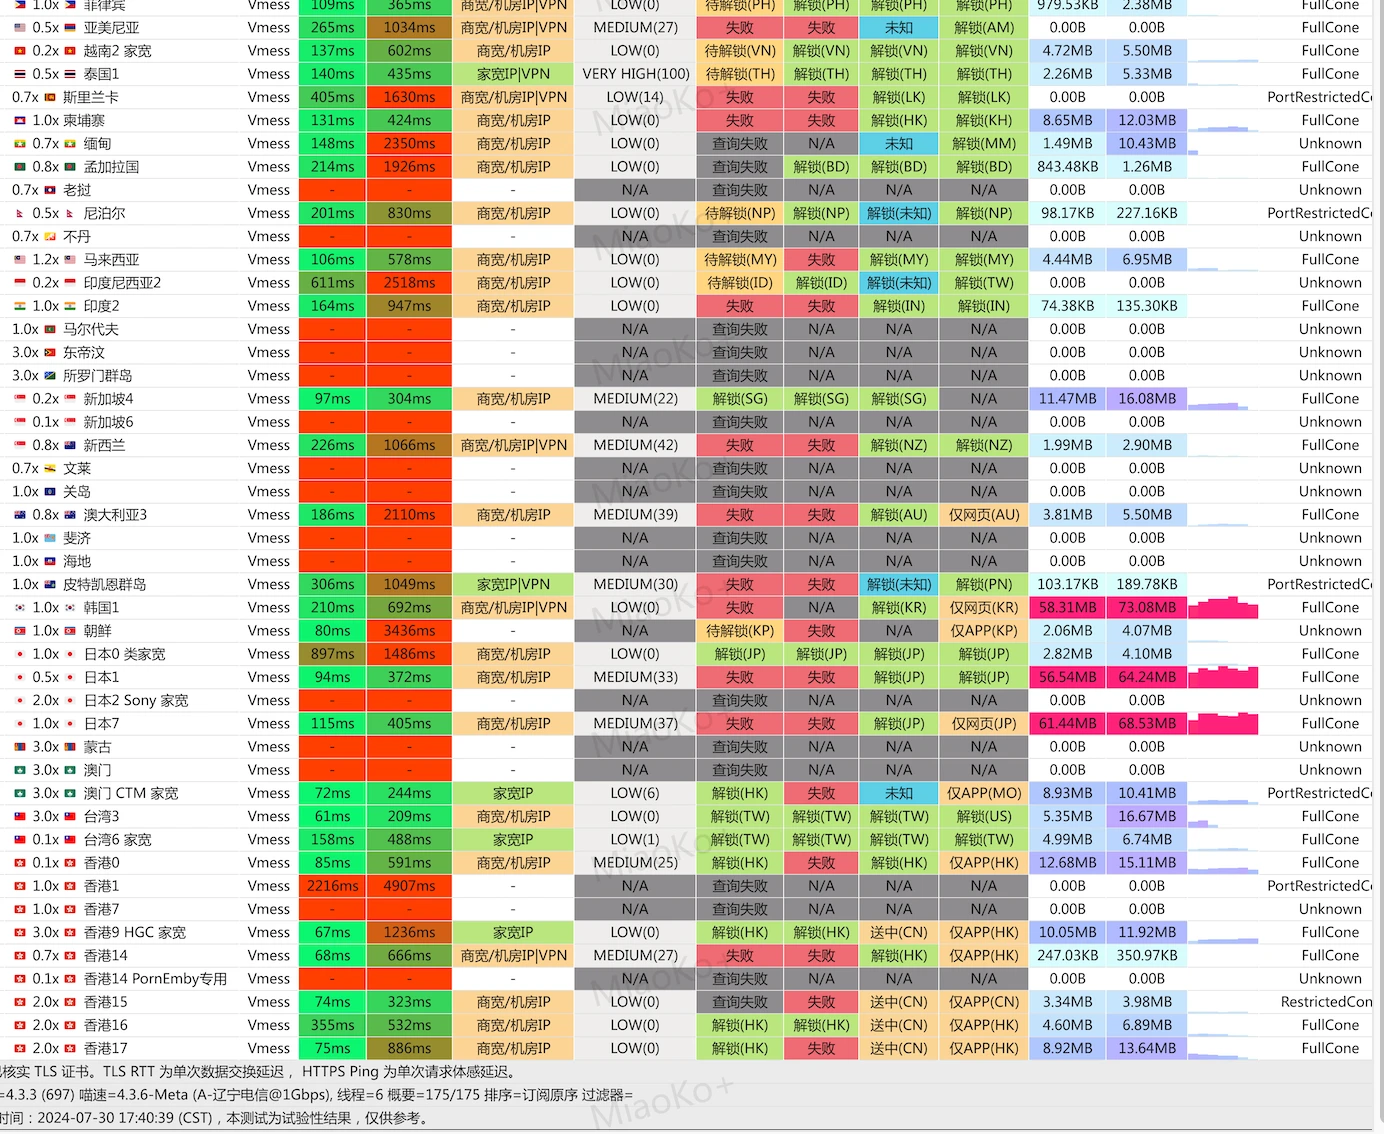 1.0x 菲律宾 Vmess 109ms 365ms 商宽/机房IP|VPN LOW(0) 待解锁(PH) 解锁(PH) 解锁(PH) 解锁(PH) 979.53KB 2.38MB FullCone
0.5x 亚美尼亚 Vmess 265ms 1034ms 商宽/机房IP|VPN MEDIUM(27) 失败 失败 未知 解锁(AM) 0.00B 0.00B FullCone
0.2x 越南2 家宽 Vmess 137ms 602ms 商宽/机房IP LOW(0) 待解锁(VN) 解锁(VN) 解锁(VN) 解锁(VN) 4.72MB 5.50MB FullCone
0.5x 泰国1 Vmess 140ms 435ms 家宽IP|VPN VERY HIGH(100) 待解锁(TH) 解锁(TH) 解锁(TH) 解锁(TH) 2.26MB 5.33MB FullCone
0.7x 斯里兰卡 Vmess 405ms 1630ms 商宽/机房IP|VPN LOW(14) 失败 失败 解锁(LK) 解锁(LK) 0.00B 0.00B PortRestrictedC
1.0x 柬埔寨 Vmess 131ms 424ms 商宽/机房IP LOW(0) 失败 失败 解锁(HK) 解锁(KH) 8.65MB 12.03MB FullCone
0.7x 缅甸 Vmess 148ms 2350ms 商宽/机房IP LOW(0) 查询失败 N/A 未知 解锁(MM) 1.49MB 10.43MB Unknown
0.8x 孟加拉国 Vmess 214ms 1926ms 商宽/机房IP LOW(0) 查询失败 解锁(BD) 解锁(BD) 解锁(BD) 843.48KB 1.26MB FullCone
0.7x 老挝 Vmess - - - N/A 查询失败 N/A N/A N/A 0.00B 0.00B Unknown
0.5x 尼泊尔 Vmess 201ms 830ms 商宽/机房IP LOW(0) 待解锁(NP) 解锁(NP) 解锁(未知) 解锁(NP) 98.17KB 227.16KB PortRestrictedC
0.7x 不丹 Vmess - - - N/A 查询失败 N/A N/A N/A 0.00B 0.00B Unknown
1.2x 马来西亚 Vmess 106ms 578ms 商宽/机房IP LOW(0) 待解锁(MY) 失败 解锁(MY) 解锁(MY) 4.44MB 6.95MB FullCone
0.2x 印度尼西亚2 Vmess 611ms 2518ms 商宽/机房IP LOW(0) 待解锁(ID) 解锁(ID) 解锁(未知) 解锁(TW) 0.00B 0.00B FullCone
1.0x 印度2 Vmess 164ms 947ms 商宽/机房IP LOW(0) 失败 失败 解锁(IN) 解锁(IN) 74.38KB 135.30KB FullCone
1.0x 马尔代夫 Vmess - - - N/A 查询失败 N/A N/A N/A 0.00B 0.00B Unknown
3.0x 东帝汶 Vmess - - - N/A 查询失败 N/A N/A N/A 0.00B 0.00B Unknown
3.0x 所罗门群岛 Vmess - - - N/A 查询失败 N/A N/A N/A 0.00B 0.00B Unknown
0.2x 新加坡4 Vmess 97ms 304ms 商宽/机房IP MEDIUM(22) 解锁(SG) 解锁(SG) 解锁(SG) N/A 11.47MB 16.08MB FullCone
0.1x 新加坡6 Vmess - - - N/A 查询失败 N/A N/A N/A 0.00B 0.00B Unknown
0.8x 新西兰 Vmess 226ms 1066ms 商宽/机房IP|VPN MEDIUM(42) 失败 失败 解锁(NZ) 解锁(NZ) 1.99MB 2.90MB FullCone
0.7x 文莱 Vmess - - - N/A 查询失败 N/A N/A N/A 0.00B 0.00B Unknown
1.0x 关岛 Vmess - - - N/A 查询失败 N/A N/A N/A 0.00B 0.00B Unknown
0.8x 澳大利亚3 Vmess 186ms 2110ms 商宽/机房IP MEDIUM(39) 失败 失败 解锁(AU) 仅网页(AU) 3.81MB 5.50MB FullCone
1.0x 斐济 Vmess - - - N/A 查询失败 N/A N/A N/A 0.00B 0.00B Unknown
1.0x 海地 Vmess - - - N/A 查询失败 N/A N/A N/A 0.00B 0.00B Unknown
1.0x 皮特凯恩群岛 Vmess 306ms 1049ms 家宽IP|VPN MEDIUM(30) 失败 失败 解锁(未知) 解锁(PN) 103.17KB 189.78KB PortRestrictedC
1.0x 韩国1 Vmess 210ms 692ms 商宽/机房IP|VPN LOW(0) 失败 N/A 解锁(KR) 仅网页(KR) 58.31MB 73.08MB FullCone
1.0x 朝鲜 Vmess 80ms 3436ms - N/A 待解锁(KP) 失败 N/A 仅APP(KP) 2.06MB 4.07MB Unknown
1.0x 日本0 类家宽 Vmess 897ms 1486ms 商宽/机房IP LOW(0) 解锁(JP) 解锁(JP) 解锁(JP) 解锁(JP) 2.82MB 4.10MB FullCone
0.5x 日本1 Vmess 94ms 372ms 商宽/机房IP MEDIUM(33) 失败 失败 解锁(JP) 解锁(JP) 56.54MB 64.24MB FullCone
2.0x 日本2 Sony 家宽 Vmess - - - N/A 查询失败 N/A N/A N/A 0.00B 0.00B Unknown
1.0x 日本7 Vmess 115ms 405ms 商宽/机房IP MEDIUM(37) 失败 失败 解锁(JP) 仅网页(JP) 61.44MB 68.53MB FullCone
3.0x 蒙古 Vmess - - - N/A 查询失败 N/A N/A N/A 0.00B 0.00B Unknown
3.0x 澳门 Vmess - - - N/A 查询失败 N/A N/A N/A 0.00B 0.00B Unknown
3.0x 澳门 CTM 家宽 Vmess 72ms 244ms 家宽IP LOW(6) 解锁(HK) 失败 未知 仅APP(MO) 8.93MB 10.41MB PortRestrictedC
3.0x 台湾3 Vmess 61ms 209ms 商宽/机房IP LOW(0) 解锁(TW) 解锁(TW) 解锁(TW) 解锁(US) 5.35MB 16.67MB FullCone
0.1x 台湾6 家宽 Vmess 158ms 488ms 家宽IP LOW(1) 解锁(TW) 解锁(TW) 解锁(TW) 解锁(TW) 4.99MB 6.74MB FullCone
0.1x 香港0 Vmess 85ms 591ms 商宽/机房IP MEDIUM(25) 解锁(HK) 失败 解锁(HK) 仅APP(HK) 12.68MB 15.11MB FullCone
1.0x 香港1 Vmess 2216ms 4907ms - N/A 查询失败 N/A N/A N/A 0.00B 0.00B PortRestrictedC
1.0x 香港7 Vmess - - - N/A 查询失败 N/A N/A N/A 0.00B 0.00B Unknown
3.0x 香港9 HGC 家宽 Vmess 67ms 1236ms 家宽IP LOW(0) 解锁(HK) 解锁(HK) 送中(CN) 仅APP(HK) 10.05MB 11.92MB FullCone
0.7x 香港14 Vmess 68ms 666ms 商宽/机房IP|VPN MEDIUM(27) 失败 失败 解锁(HK) 仅APP(HK) 247.03KB 350.97KB FullCone
0.1x 香港14 PornEmby专用 Vmess - - - N/A 查询失败 N/A N/A N/A 0.00B 0.00B Unknown
2.0x 香港15 Vmess 74ms 323ms 商宽/机房IP LOW(0) 查询失败 失败 送中(CN) 仅APP(CN) 3.34MB 3.98MB RestrictedCon
2.0x 香港16 Vmess 355ms 532ms 商宽/机房IP LOW(0) 解锁(HK) 解锁(HK) 送中(CN) 仅APP(HK) 4.60MB 6.89MB FullCone
2.0x 香港17 Vmess 75ms 886ms 商宽/机房IP LOW(0) 解锁(HK) 失败 送中(CN) 仅APP(HK) 8.92MB 13.64MB FullCone
核实 TLS 证书。TLS RTT 为单次数据交换延迟， HTTPS Ping 为单次请求体感延迟。
=4.3.3 (697) 喵速=4.3.6-Meta (A-辽宁电信@1Gbps), 线程=6 概要=175/175 排序=订阅原序 过滤器=
时间：2024-07-30 17:40:39 (CST)，本测试为试验性结果，仅供参考。
MiaoKo+